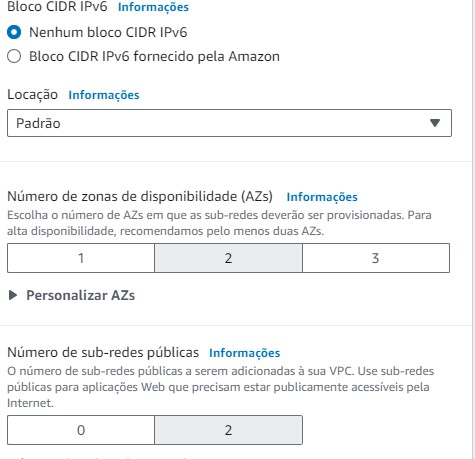 Bloco CIDR IPv6 Informações
Nenhum bloco CIDR IPv6
Bloco CIDR IPv6 fornecido pela Amazon
Locação Informações
Padrão
Número de zonas de disponibilidade (AZs) Informações
Escolha o número de AZs em que as sub-redes deverão ser provisionadas. Para
alta disponibilidade, recomendamos pelo menos duas AZs.
1 2 3
Personalizar AZs
Número de sub-redes públicas Informações
O número de sub-redes públicas a serem adicionadas à sua VPC. Use sub-redes
públicas para aplicações Web que precisam estar publicamente acessíveis pela
Internet.
0 2